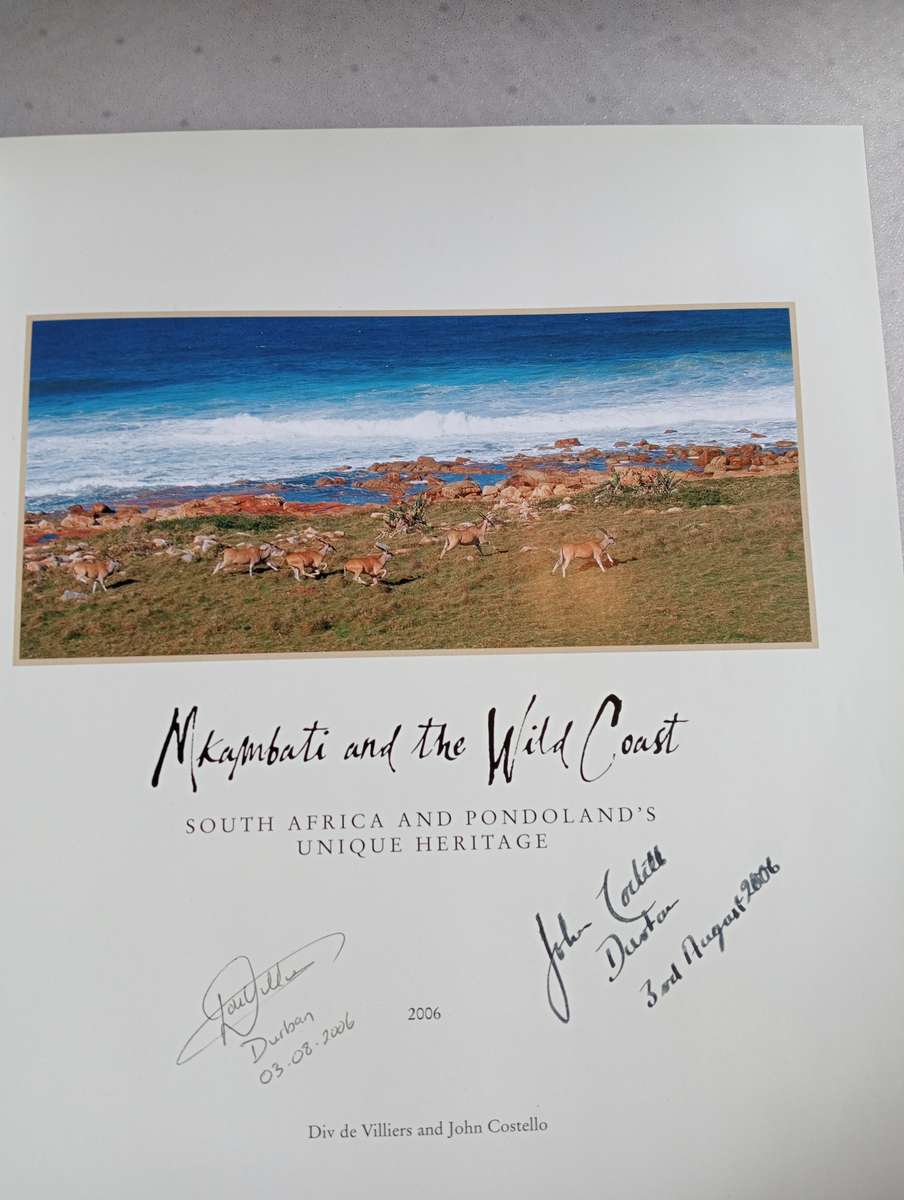 Mkambati and the Wild Coast
SOUTH AFRICA AND PONDOLAND'S
UNIQUE HERITAGE
John Costello
Durban
3rd August 2006
Durban
03-08-2006
2006
Div de Villiers and John Costello